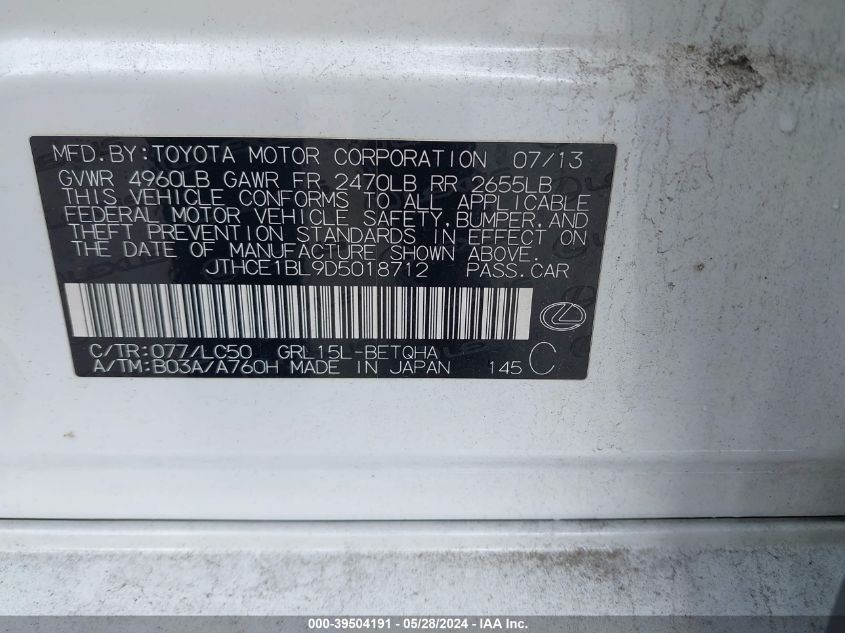 MFD.BY:TOYOTA MOTOR CORPORATION 07/13
GVWR 4960LB GAWR FR 2470LB RR 2655LB
THIS VEHICLE CONFORMS TO ALL APPLICABLE
FEDERAL MOTOR VEHICLE SAFETY, BUMPER, AND
THEFT PREVENTION STANDARDS IN EFFECT ON
THE DATE OF MANUFACTURE SHOWN ABOVE.
JTHCE1BL9D5018712 PASS.CAR
C/TR:077/LC50 GRL15L-BETQHA
A/TM:B03A/A760H MADE IN JAPAN 145 C
000-39504191 - 05/28/2024 - IAA Inc.